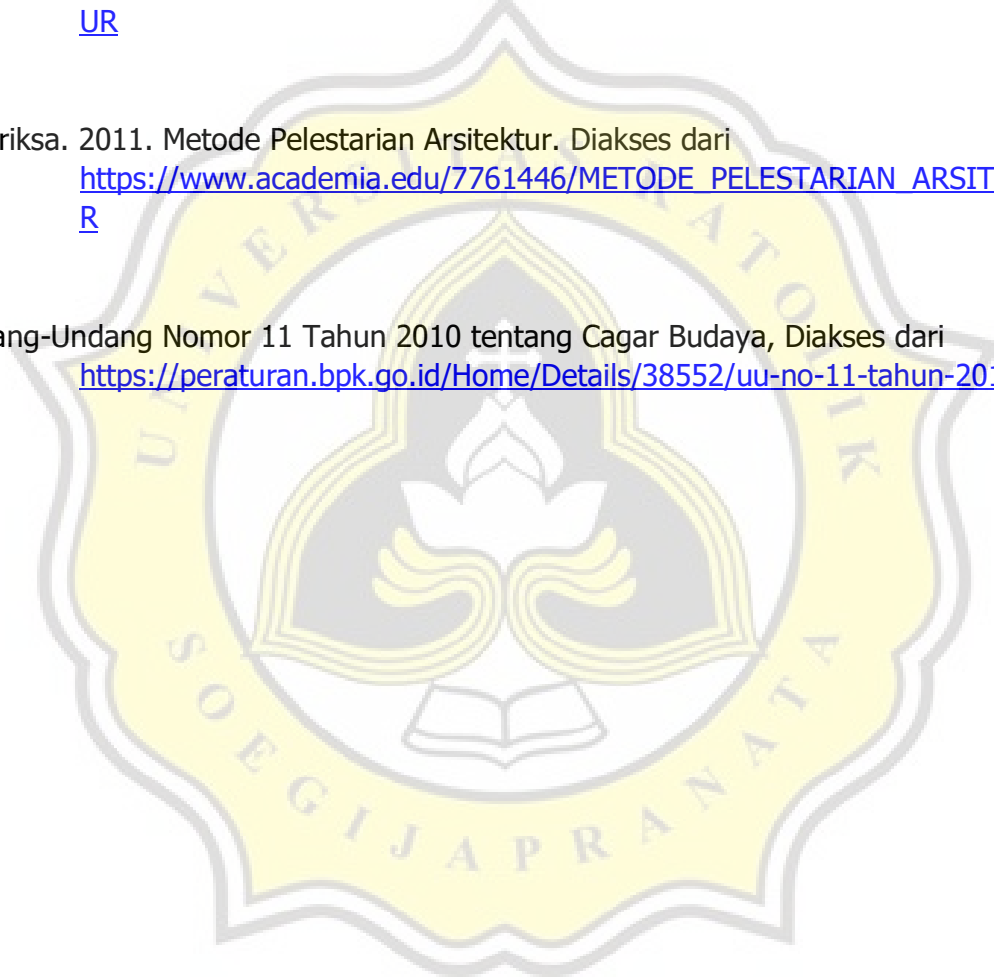 UR
riksa. 2011. Metode Pelestarian Arsitektur. Diakses dari
https://www.academia.edu/7761446/METODE_PELESTARIAN_ARSIT
R
ang-Undang Nomor 11 Tahun 2010 tentang Cagar Budaya, Diakses dari
https://peraturan.bpk.go.id/Home/Details/38552/uu-no-11-tahun-201
UNIVERSITAS KATOLIK
SOEGIJAPRANATA